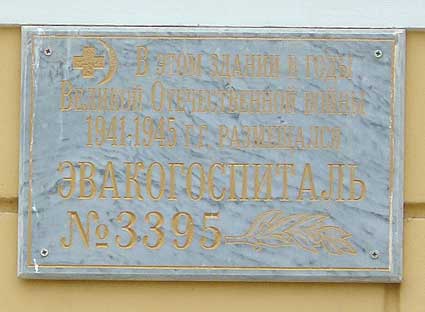 В этом здании в годы
Великой Отечественной войны
1941-1945 г.г. размещался
ЭВАКОГОСПИТАЛЬ
№3395